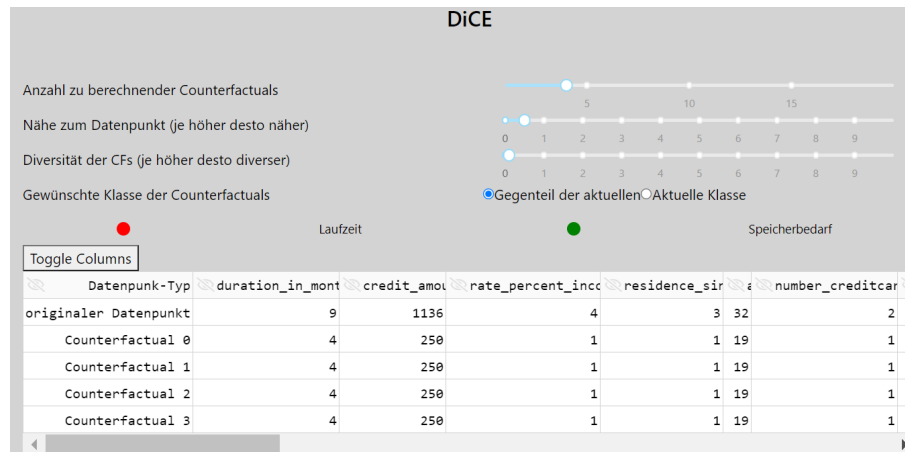 DiCE
Anzahl zu berechnender Counterfactuals
5 10 15
Nähe zum Datenpunkt (je höher desto näher)
0 1 2 3 4 5 6 7 8 9
Diversität der CFs (je höher desto diverser)
0 1 2 3 4 5 6 7 8 9
Gewünschte Klasse der Counterfactuals Gegenteil der aktuellen Aktuelle Klasse
Laufzeit Speicherbedarf
Toggle Columns
Datenpunk-Typ duration_in_mont credit_amou rate_percent_inco residence_sin a number_creditcar
originaler Datenpunkt 9 1136 4 3 32 2
Counterfactual 0 4 250 1 1 19 1
Counterfactual 1 4 250 1 1 19 1
Counterfactual 2 4 250 1 1 19 1
Counterfactual 3 4 250 1 1 19 1